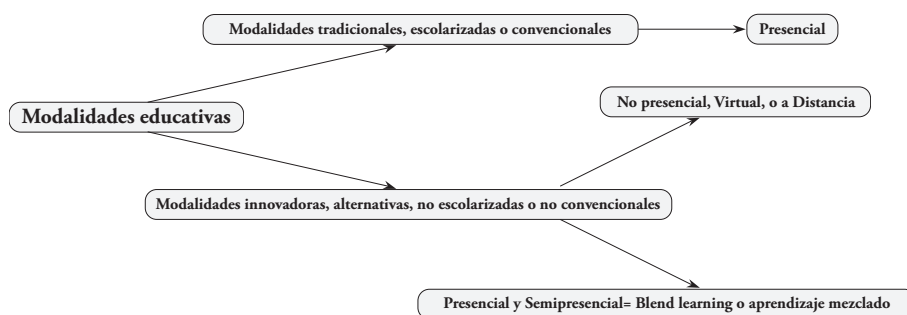 Modalidades tradicionales, escolarizadas o convencionales
Presencial
No presencial, Virtual, o a Distancia
Modalidades educativas
Modalidades innovadoras, alternativas, no escolarizadas o no convencionales
Presencial y Semipresencial= Blend learning o aprendizaje mezclado